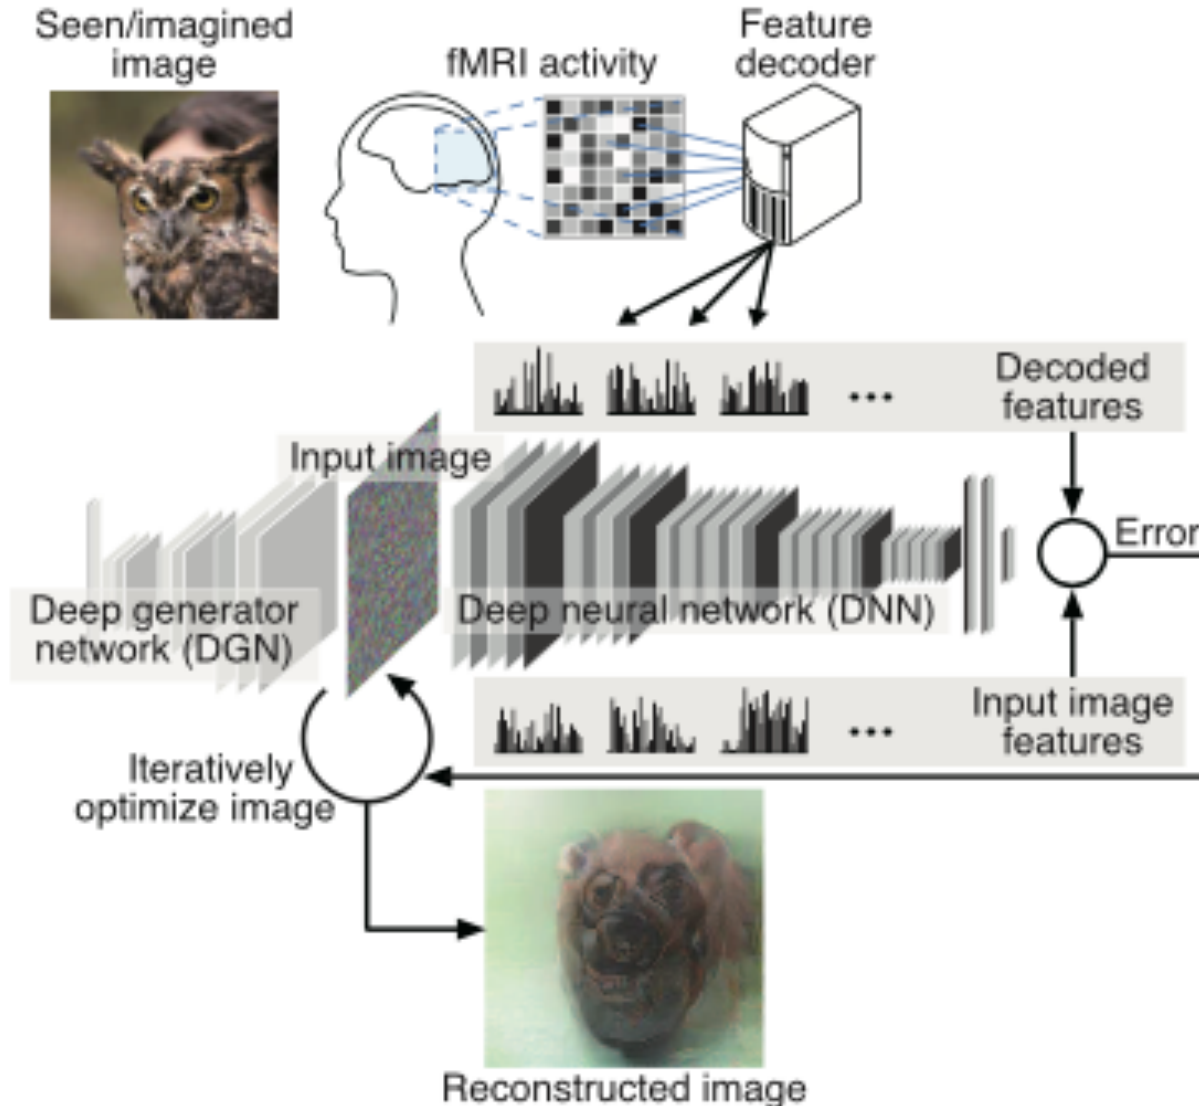 Seen/imagined
image
fMRI activity
Feature
decoder
Decoded
features
Input image
Error
Deep generator
network (DGN)
Deep neural network (DNN)
Input image
features
Iteratively
optimize image
Reconstructed image